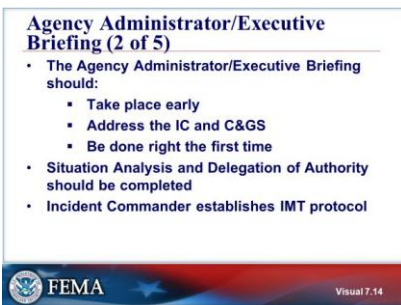 Agency Administrator/Executive
Briefing (2 of 5)
• The Agency Administrator/Executive Briefing
should:
▪ Take place early
▪ Address the IC and C&GS
▪ Be done right the first time
• Situation Analysis and Delegation of Authority
should be completed
• Incident Commander establishes IMT protocol
FEMA
Visual 7.14